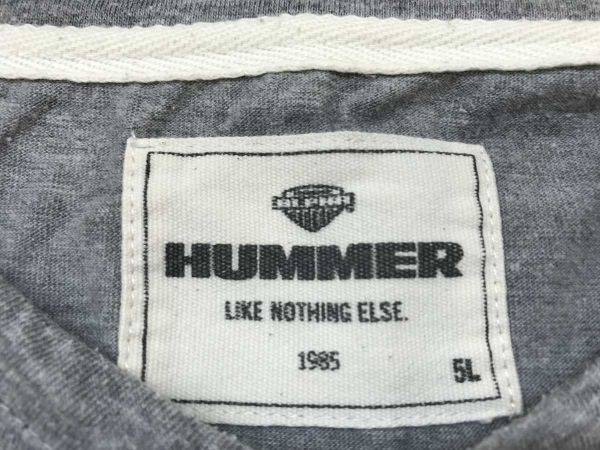 HUMMER
LIKE NOTHING ELSE.
1985
5L